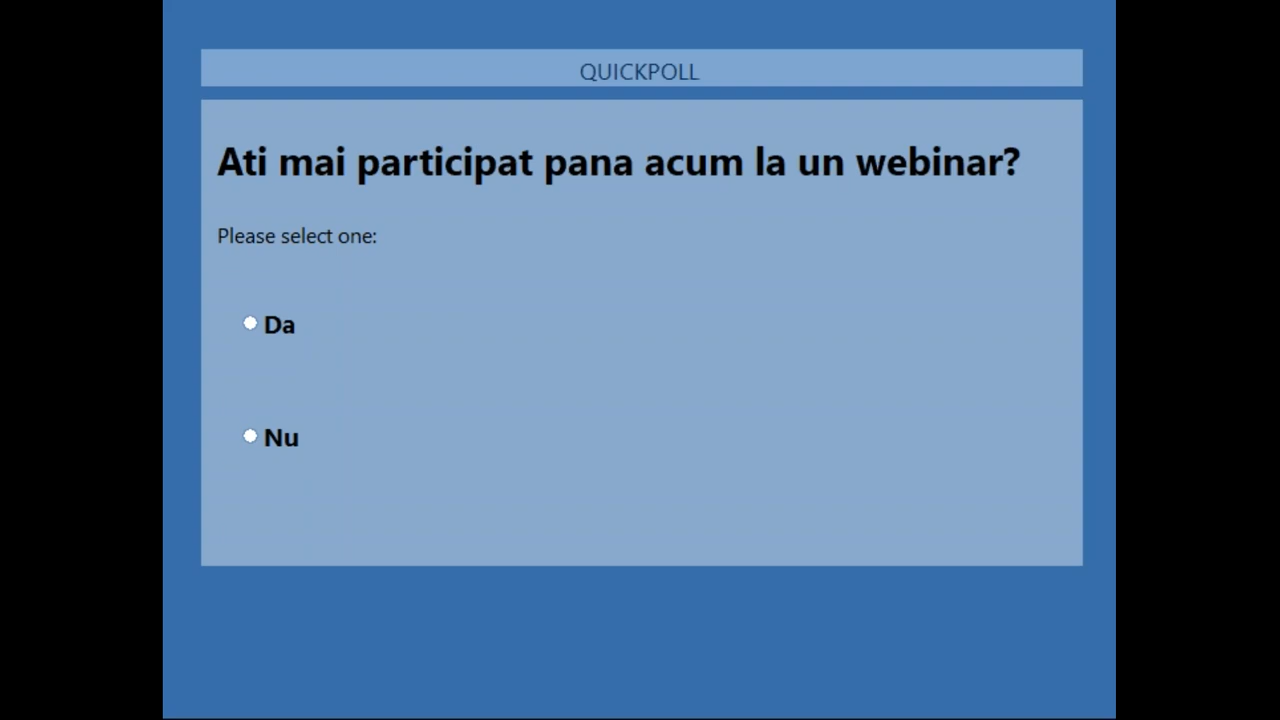 QUICKPOLL
Ati mai participat pana acum la un webinar?
Please select one:
Da
Nu